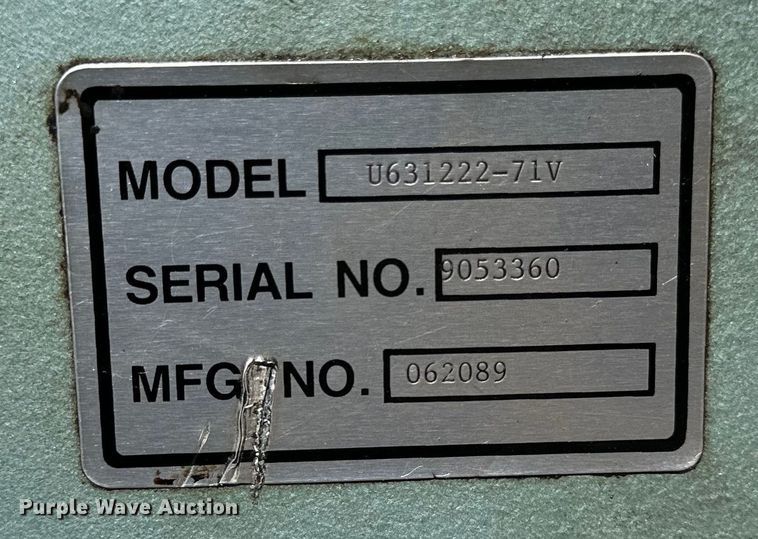 MODEL U631222-71V
SERIAL NO. 9053360
MFG NO. 062089
Purple Wave Auction